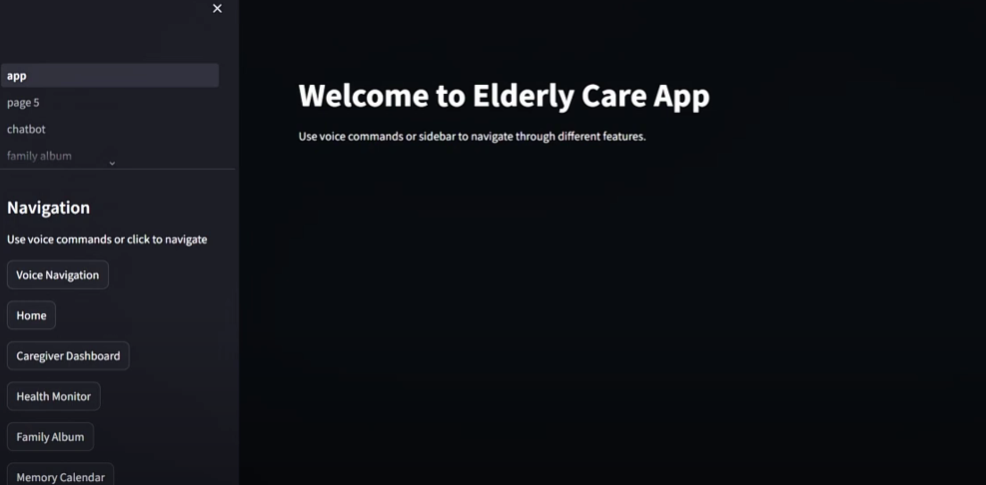 app
page 5
chatbot
family album
Navigation
Use voice commands or click to navigate
Voice Navigation
Home
Caregiver Dashboard
Health Monitor
Family Album
Memory Calendar
Welcome to Elderly Care App
Use voice commands or sidebar to navigate through different features.